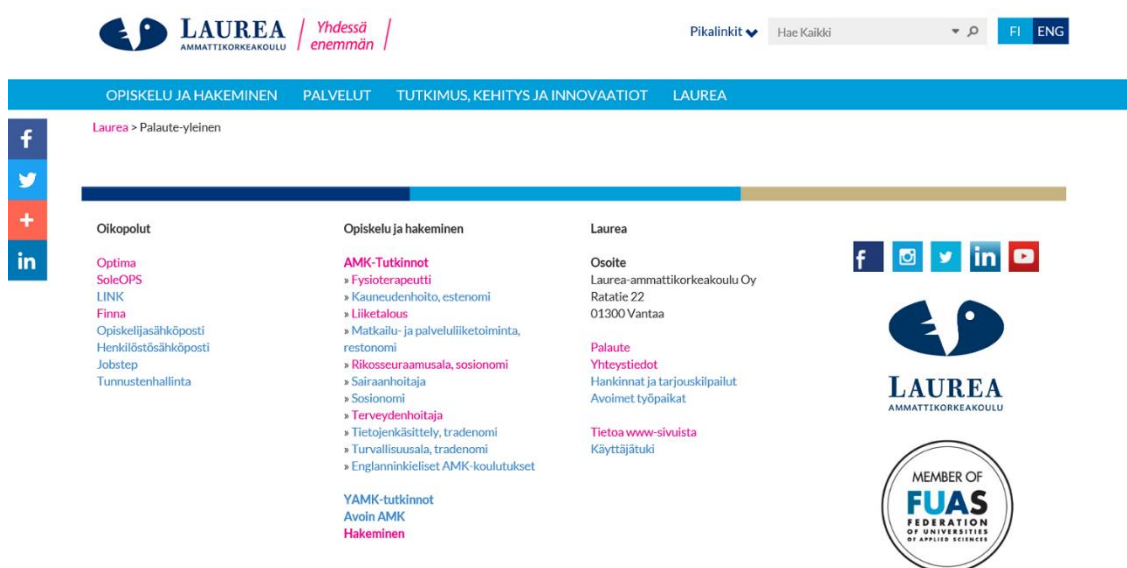 LAUREA
AMMATTIKORKEAKOULU
Yhdessä
enemmän
Pikalinkit
Hae Kaikki
FI ENG
OPISKELU JA HAKEMINEN PALVELUT TUTKIMUS, KEHITYS JA INNOVAATIOT LAUREA
Laurea > Palaute-yleinen
Oikopolut
Optima
SoleOPS
LINK
Finna
Opiskelijasähköposti
Henkilöstösähköposti
Jobstep
Tunnustenhallinta
Opiskelu ja hakeminen
AMK-Tutkinnot
» Fysioterapeutti
» Kauneudenhoito, estenomi
» Liiketalous
» Matkailu- ja palveluliiketoiminta,
restonomi
» Rikosseuraamusala, sosionomi
» Sairaanhoitaja
» Sosionomi
» Terveydenhoitaja
» Tietojenkäsittely, tradenomi
» Turvallisuusala, tradenomi
» Englanninkieliset AMK-koulutukset
YAMK-tutkinnot
Avoin AMK
Hakeminen
Laurea
Osoite
Laurea-ammattikorkeakoulu Oy
Ratatie 22
01300 Vantaa
Palaute
Yhteystiedot
Hankinnat ja tarjouskilpailut
Avoimet työpaikat
Tietoa www-sivuista
Käyttäjätuki
LAUREA
AMMATTIKORKEAKOULU
MEMBER OF
FUAS
FEDERATION
OF UNIVERSITIES
OF APPLIED SCIENCES